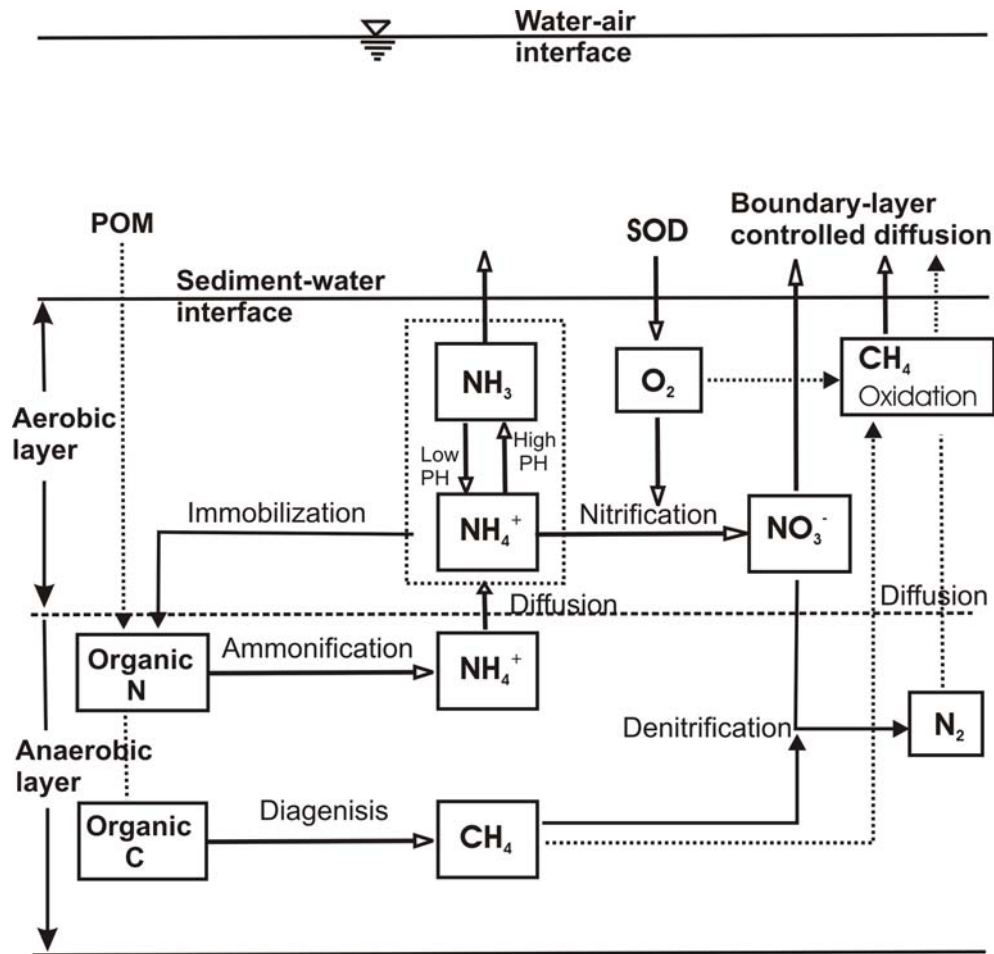 Water-air
interface
POM
SOD
Boundary-layer
controlled diffusion
Sediment-water
interface
NH₃
O₂
CH₄
Oxidation
Aerobic
layer
Low
PH
High
PH
Immobilization
NH₄⁺
Nitrification
NO₃⁻
Diffusion
Diffusion
Organic
N
Ammonification
NH₄⁺
Denitrification
N₂
Anaerobic
layer
Organic
C
Diagenisis
CH₄